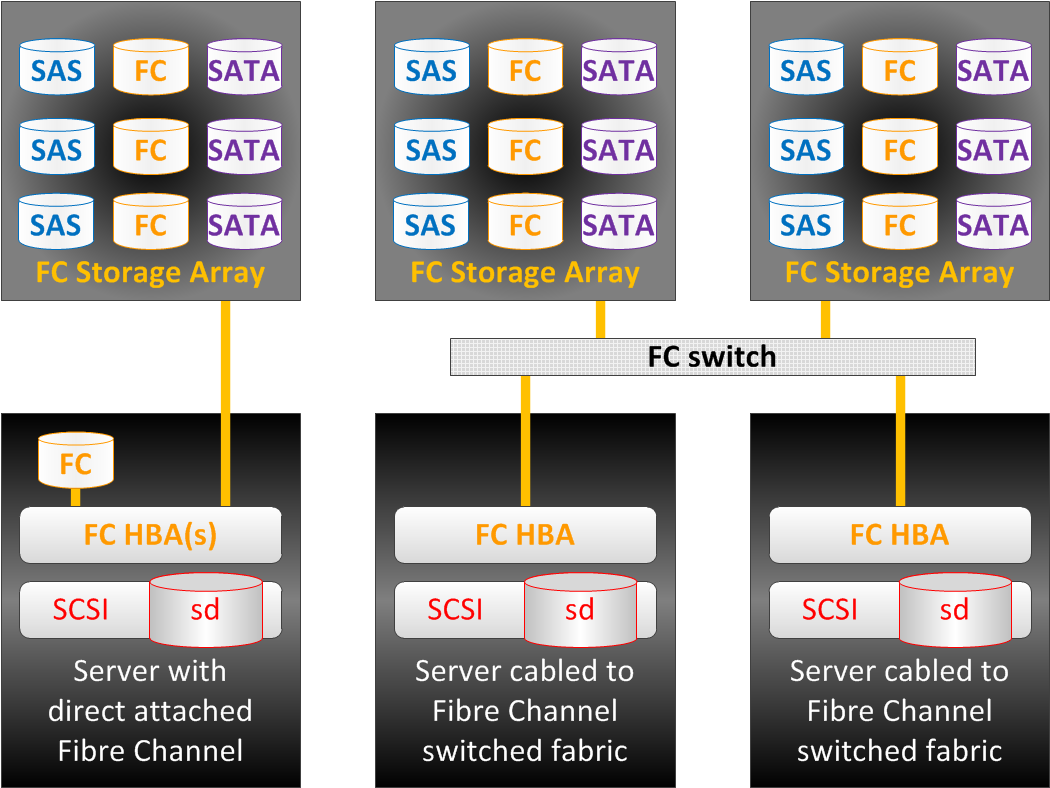 SAS FC SATA SAS FC SATA SAS FC SATA
SAS FC SATA SAS FC SATA SAS FC SATA
SAS FC SATA SAS FC SATA SAS FC SATA
FC Storage Array FC Storage Array FC Storage Array
FC switch
FC
FC HBA(s) FC HBA FC HBA
SCSI sd SCSI sd SCSI sd
Server with
direct attached
Fibre Channel
Server cabled to
Fibre Channel
switched fabric
Server cabled to
Fibre Channel
switched fabric